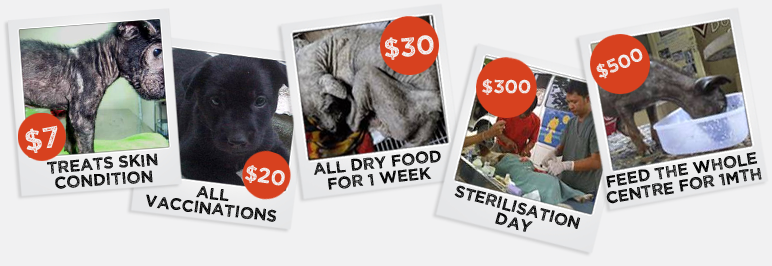 $7
TREATS SKIN
CONDITION
$20
ALL
VACCINATIONS
$30
ALL DRY FOOD
FOR 1 WEEK
$300
STERILISATION
DAY
$500
FEED THE WHOLE
CENTRE FOR 1MTH